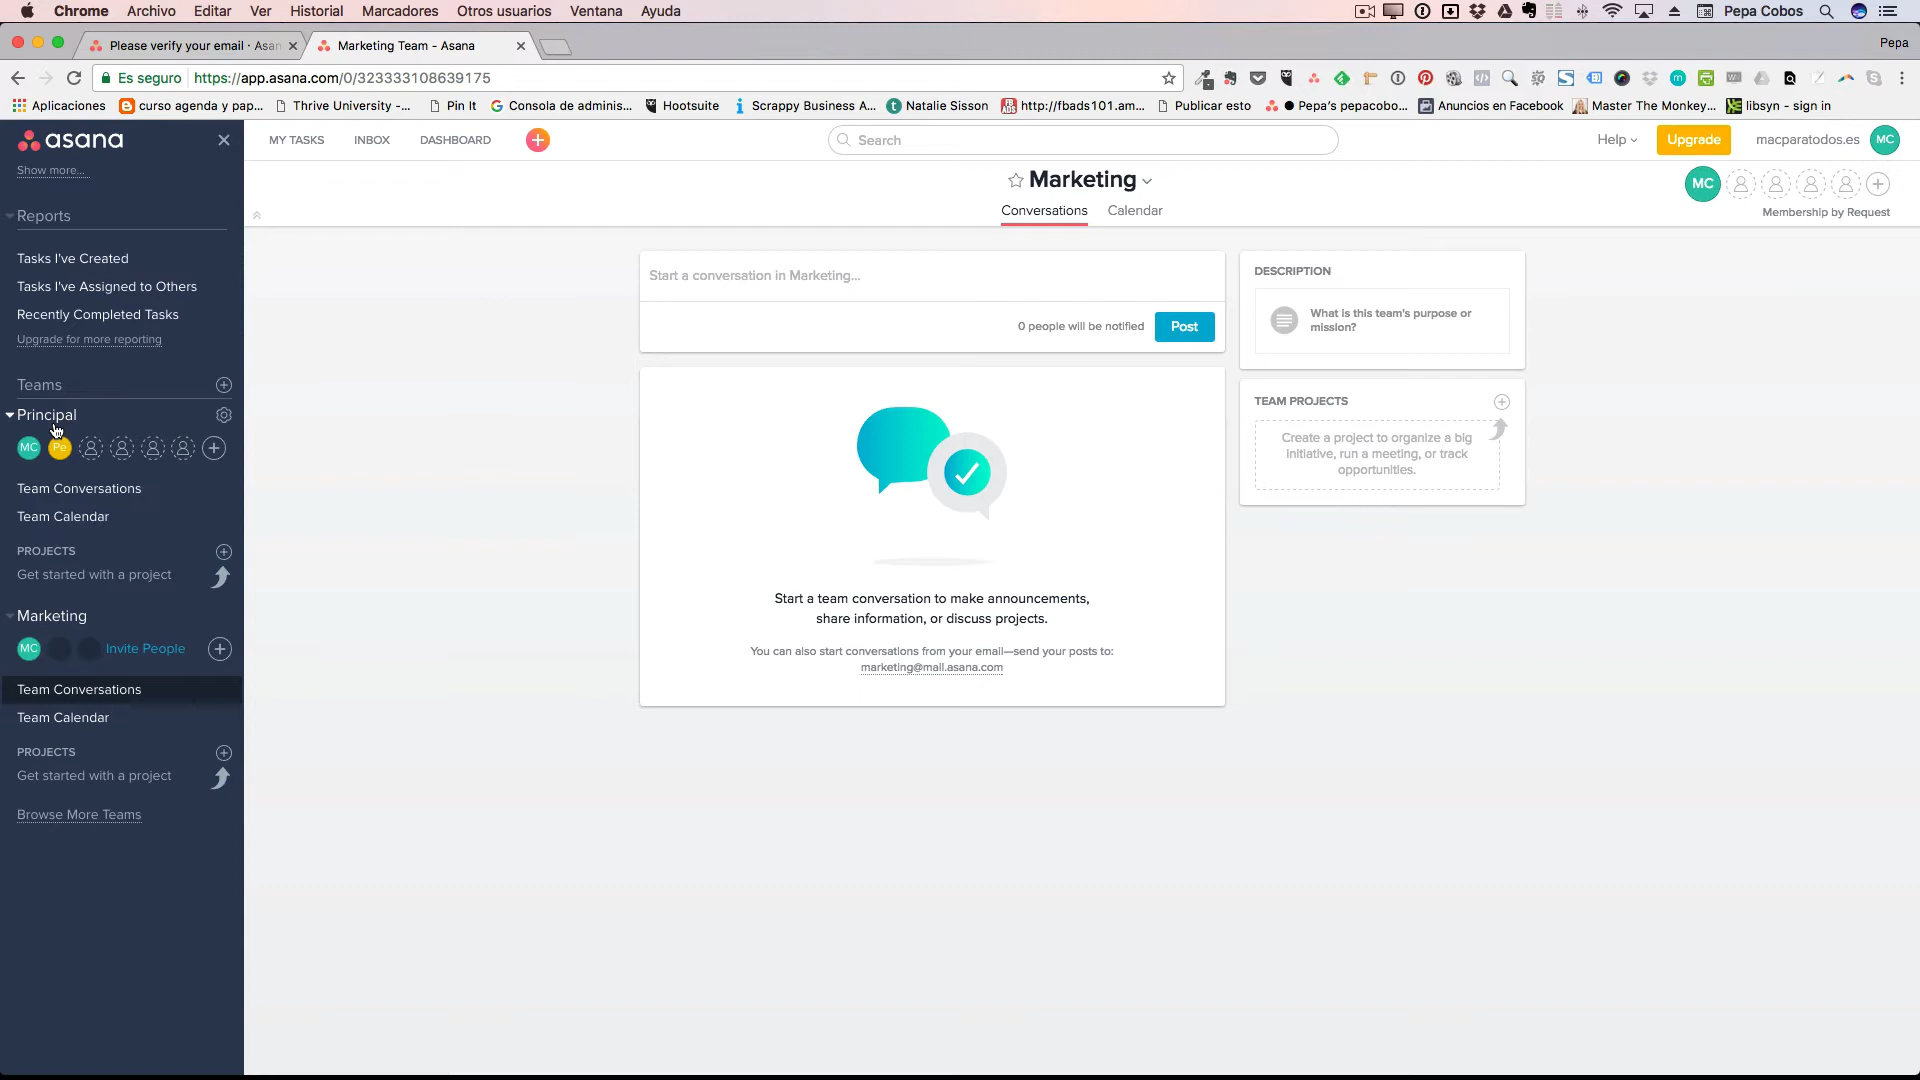 Chrome Archivo Editar Ver Historial Marcadores Otros usuarios Ventana Ayuda Pepa Cobos
Please verify your email · Asan Marketing Team - Asana Pepa
Es seguro https://app.asana.com/0/323333108639175
Aplicaciones curso agenda y pap... Thrive University -... Pin It Consola de adminis... Hootsuite Scrappy Business A... Natalie Sisson http://fbads101.am... Publicar esto Pepa's pepacobo... Anuncios en Facebook Master The Monkey... libsyn - sign in
asana MY TASKS INBOX DASHBOARD Search Help Upgrade macparatodos.es MC
Show more...
Marketing
MC
Conversations Calendar
Membership by Request
Reports
Tasks I've Created
Tasks I've Assigned to Others
Recently Completed Tasks
Upgrade for more reporting
Teams
Principal
MC Pe
Team Conversations
Team Calendar
PROJECTS
Get started with a project
Marketing
MC Invite People
Team Conversations
Team Calendar
PROJECTS
Get started with a project
Browse More Teams
Start a conversation in Marketing...
0 people will be notified Post
Start a team conversation to make announcements,
share information, or discuss projects.
You can also start conversations from your email—send your posts to:
marketing@mail.asana.com
DESCRIPTION
What is this team's purpose or
mission?
TEAM PROJECTS
Create a project to organize a big
initiative, run a meeting, or track
opportunities.